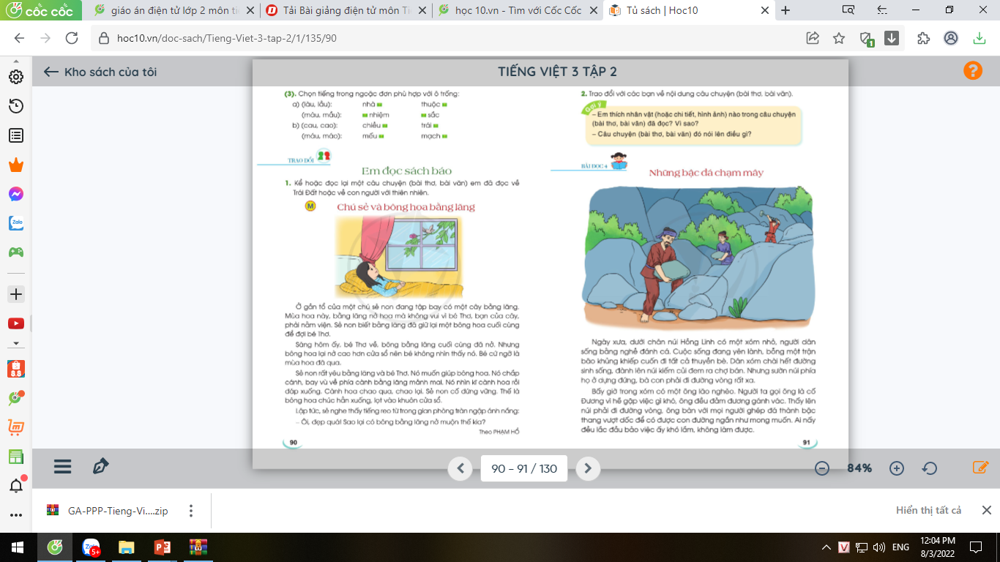 cốc cốc
giáo án điện tử lớp 2 môn ti
Tải Bài giảng điện tử môn Ti
học 10.vn - Tìm với Cốc Cốc
Tủ sách | Hoc10
hoc10.vn/doc-sach/Tieng-Viet-3-tap-2/1/135/90
1
Kho sách của tôi
TIẾNG VIỆT 3 TẬP 2
?
(3). Chọn tiếng trong ngoặc đơn phù hợp với ô trống:
a) (lâu, lầu): nhà thuộc
(màu, mầu): nhiệm sắc
b) (cau, cao): chiều trái
(máu, máo): mếu mạch
TRAO ĐỔI
Em đọc sách báo
1. Kể hoặc đọc lại một câu chuyện (bài thơ, bài văn) em đã đọc về
Trái Đất hoặc về con người với thiên nhiên.
M Chú sẻ và bông hoa bằng lăng
Ở gần tổ của một chú sẻ non đang tập bay có một cây bằng lăng.
Mùa hoa này, bằng lăng nở hoa mà không vui vì bé Thơ, bạn của cây,
phải nằm viện. Sẻ non biết bằng lăng đã giữ lại một bông hoa cuối cùng
để đợi bé Thơ.
Sáng hôm ấy, bé Thơ về, bông bằng lăng cuối cùng đã nở. Nhưng
bông hoa lại nở cao hơn cửa sổ nên bé không nhìn thấy nó. Bé cứ ngỡ là
mùa hoa đã qua.
Sẻ non rất yêu bằng lăng và bé Thơ. Nó muốn giúp bông hoa. Nó chắp
cánh, bay vù về phía cành bằng lăng mảnh mai. Nó nhìn kĩ cành hoa rồi
đáp xuống. Cành hoa chao qua, chao lại. Sẻ non cố đứng vững. Thế là
bông hoa chúc hẳn xuống, lọt vào khuôn cửa sổ.
Lập tức, sẻ nghe thấy tiếng reo từ trong gian phòng tràn ngập ánh nắng:
– Ôi, đẹp quá! Sao lại có bông bằng lăng nở muộn thế kia?
Theo PHẠM HỔ
90
2. Trao đổi với các bạn về nội dung câu chuyện (bài thơ, bài văn).
Gợi ý
– Em thích nhân vật (hoặc chi tiết, hình ảnh) nào trong câu chuyện
(bài thơ, bài văn) đã đọc? Vì sao?
– Câu chuyện (bài thơ, bài văn) đó nói lên điều gì?
BÀI ĐỌC 4
Những bậc đá chạm mây
Ngày xưa, dưới chân núi Hồng Lĩnh có một xóm nhỏ, người dân
sống bằng nghề đánh cá. Cuộc sống đang yên lành, bỗng một trận
bão khủng khiếp cuốn đi tất cả thuyền bè. Dân xóm chài hết đường
sinh sống, đành lên núi kiếm củi đem ra chợ bán. Nhưng sườn núi phía
họ ở dựng đứng, bà con phải đi đường vòng rất xa.
Bấy giờ trong xóm có một ông lão nghèo. Người ta gọi ông là cố
Đương vì hễ gặp việc gì khó, ông đều đảm đương gánh vác. Thấy lên
núi phải đi đường vòng, ông bàn với mọi người ghép đá thành bậc
thang vượt dốc để có được con đường ngắn như mong muốn. Ai nấy
đều lắc đầu bảo việc ấy khó lắm, không làm được.
91
Zalo
8.8
90 - 91 / 130
84%
GA-PPP-Tieng-Vi....zip
Hiển thị tất cả
Zalo
5+
V
ENG
12:04 PM
8/3/2022